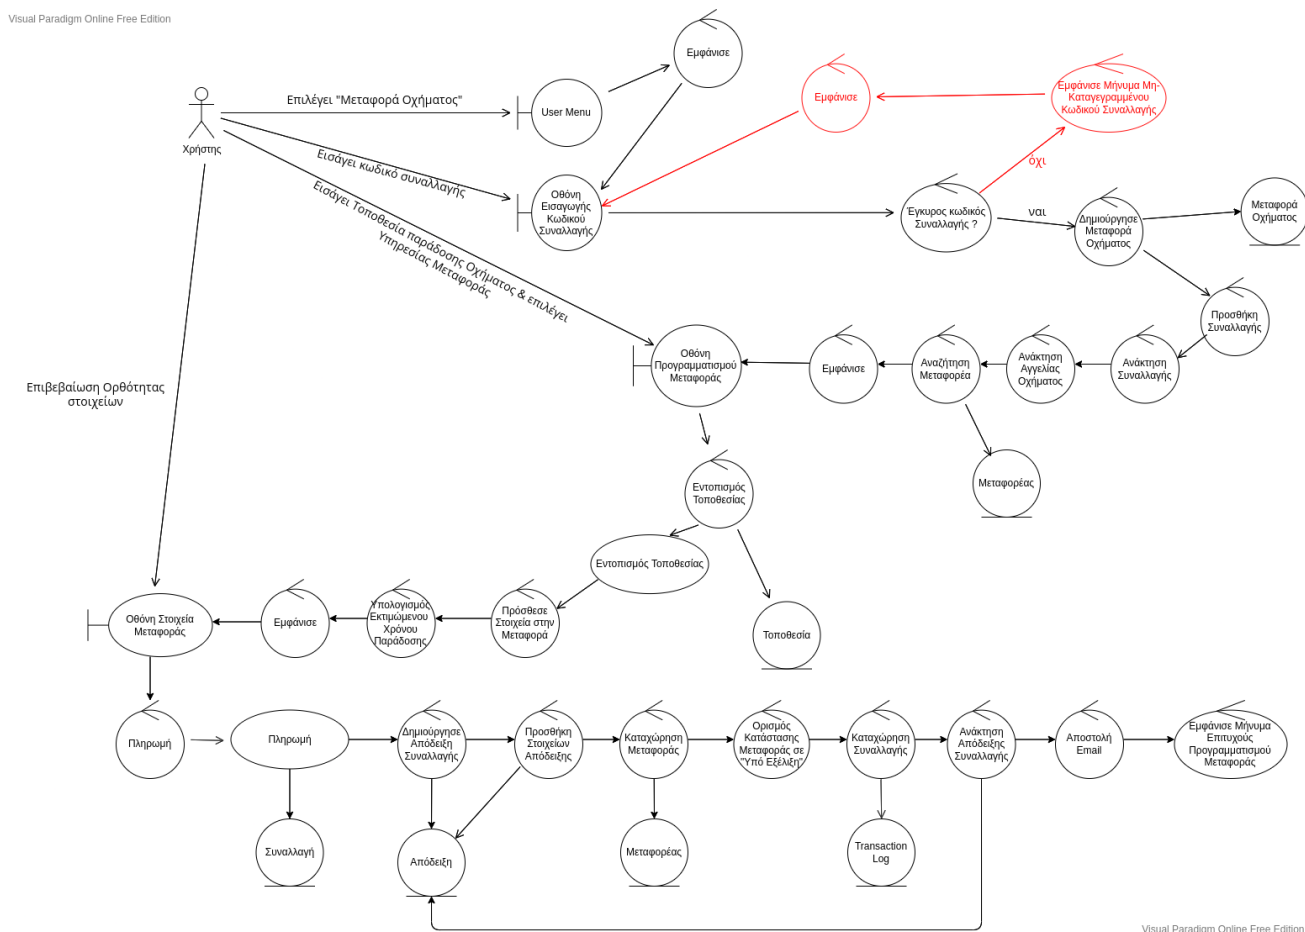 Visual Paradigm Online Free Edition
Εμφάνισε
Εμφάνισε
Εμφάνισε Μήνυμα Μη-
Καταγεγραμμένου
Κωδικού Συναλλαγής
Επιλέγει "Μεταφορά Οχήματος"
User Menu
Χρήστης
Εισάγει κωδικό συναλλαγής
όχι
Οθόνη
Εισαγωγής
Κωδικού
Συναλλαγής
Έγκυρος κωδικός
Συναλλαγής ?
ναι
Δημιούργησε
Μεταφορά
Οχήματος
Μεταφορά
Οχήματος
Εισάγει Τοποθεσία παράδοσης Οχήματος & επιλέγει
Υπηρεσίας Μεταφοράς
Προσθήκη
Συναλλαγής
Οθόνη
Προγραμματισμού
Μεταφοράς
Εμφάνισε
Αναζήτηση
Μεταφορέα
Ανάκτηση
Αγγελίας
Οχήματος
Ανάκτηση
Συναλλαγής
Επιβεβαίωση Ορθότητας
στοιχείων
Εντοπισμός
Τοποθεσίας
Μεταφορέας
Εντοπισμός Τοποθεσίας
Οθόνη Στοιχεία
Μεταφοράς
Εμφάνισε
Υπολογισμός
Εκτιμώμενου
Χρόνου
Παράδοσης
Πρόσθεσε
Στοιχεία στην
Μεταφορά
Τοποθεσία
Πληρωμή
Πληρωμή
Δημιούργησε
Απόδειξη
Συναλλαγής
Προσθήκη
Στοιχείων
Απόδειξης
Καταχώρηση
Μεταφοράς
Ορισμός
Κατάστασης
Μεταφοράς σε
"Υπό Εξέλιξη"
Καταχώρηση
Συναλλαγής
Ανάκτηση
Απόδειξης
Συναλλαγής
Αποστολή
Email
Εμφάνισε Μήνυμα
Επιτυχούς
Προγραμματισμού
Μεταφοράς
Συναλλαγή
Απόδειξη
Μεταφορέας
Transaction
Log
Visual Paradigm Online Free Edition